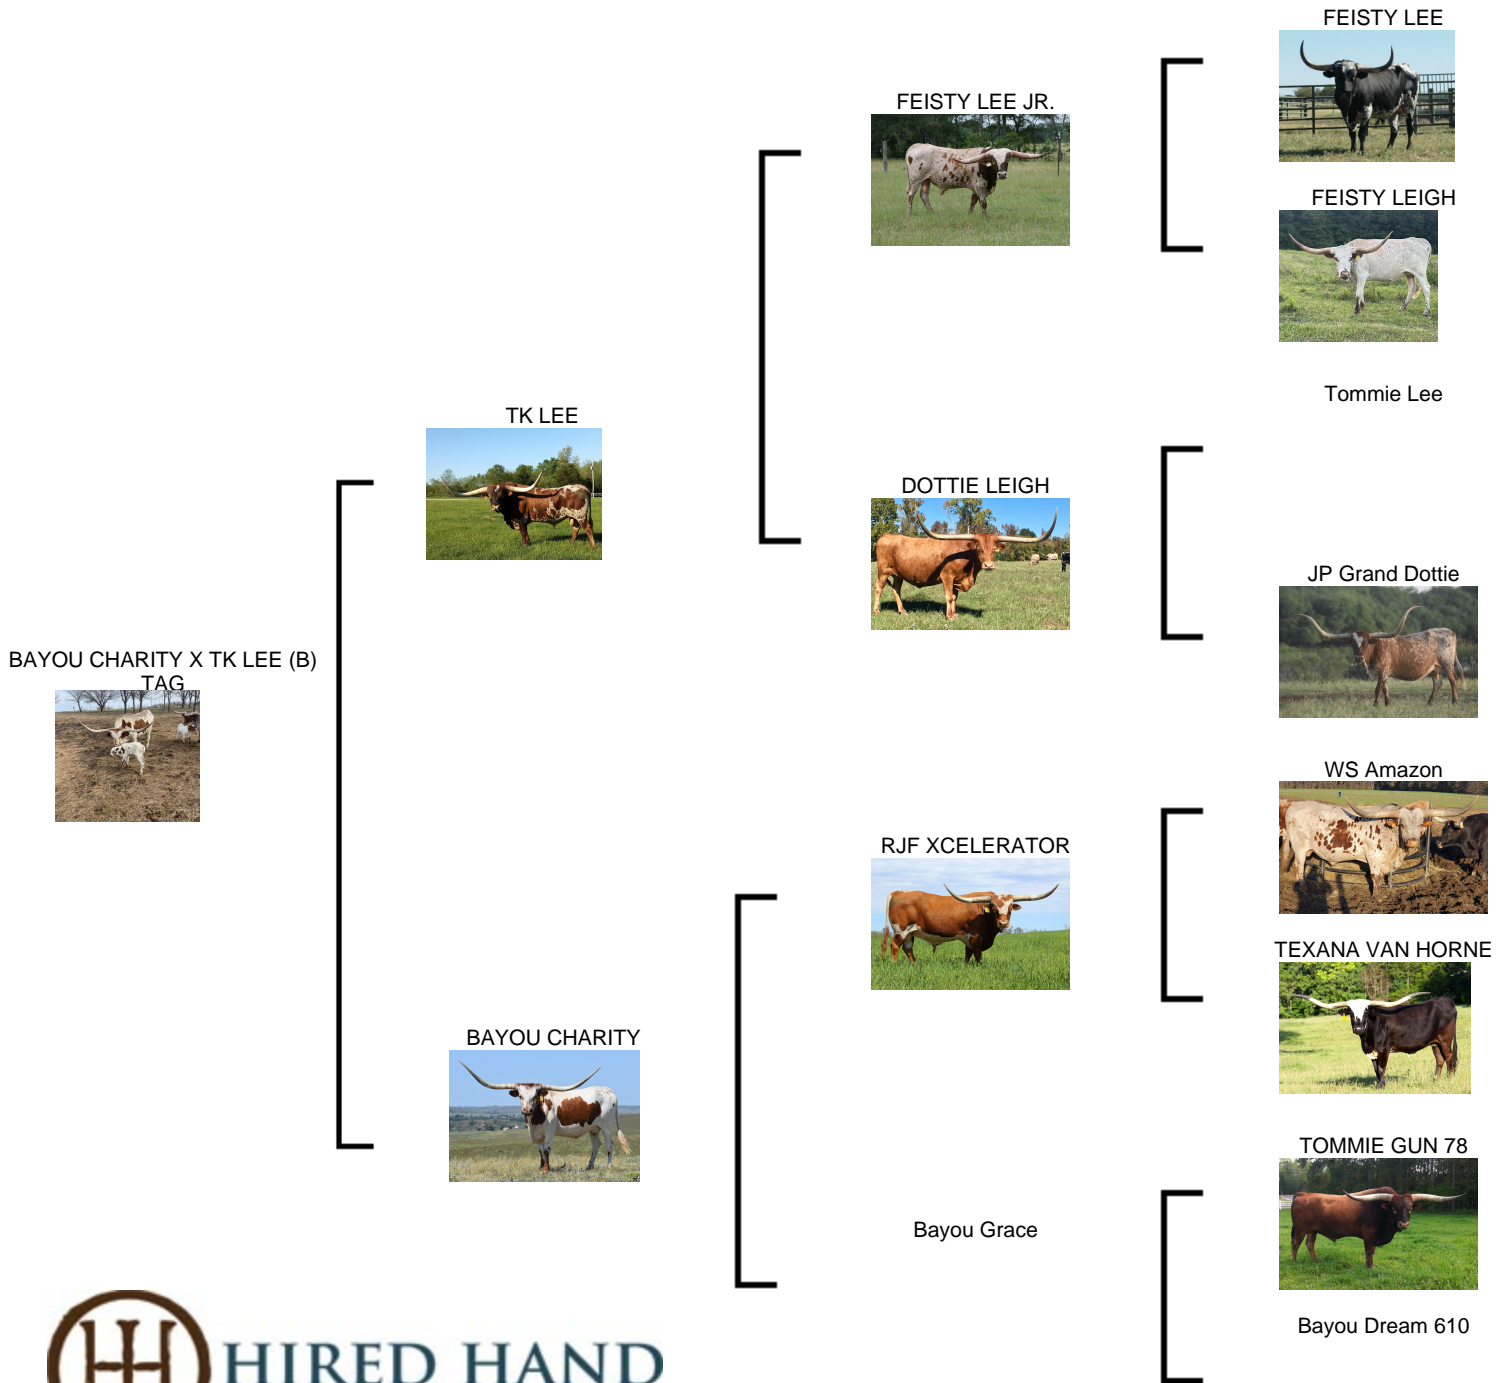 FEISTY LEE
FEISTY LEE JR.
FEISTY LEIGH
Tommie Lee
TK LEE
DOTTIE LEIGH
JP Grand Dottie
BAYOU CHARITY X TK LEE (B)
TAG
WS Amazon
RJF XCELERATOR
TEXANA VAN HORNE
BAYOU CHARITY
TOMMIE GUN 78
Bayou Grace
Bayou Dream 610
HIRED HAND